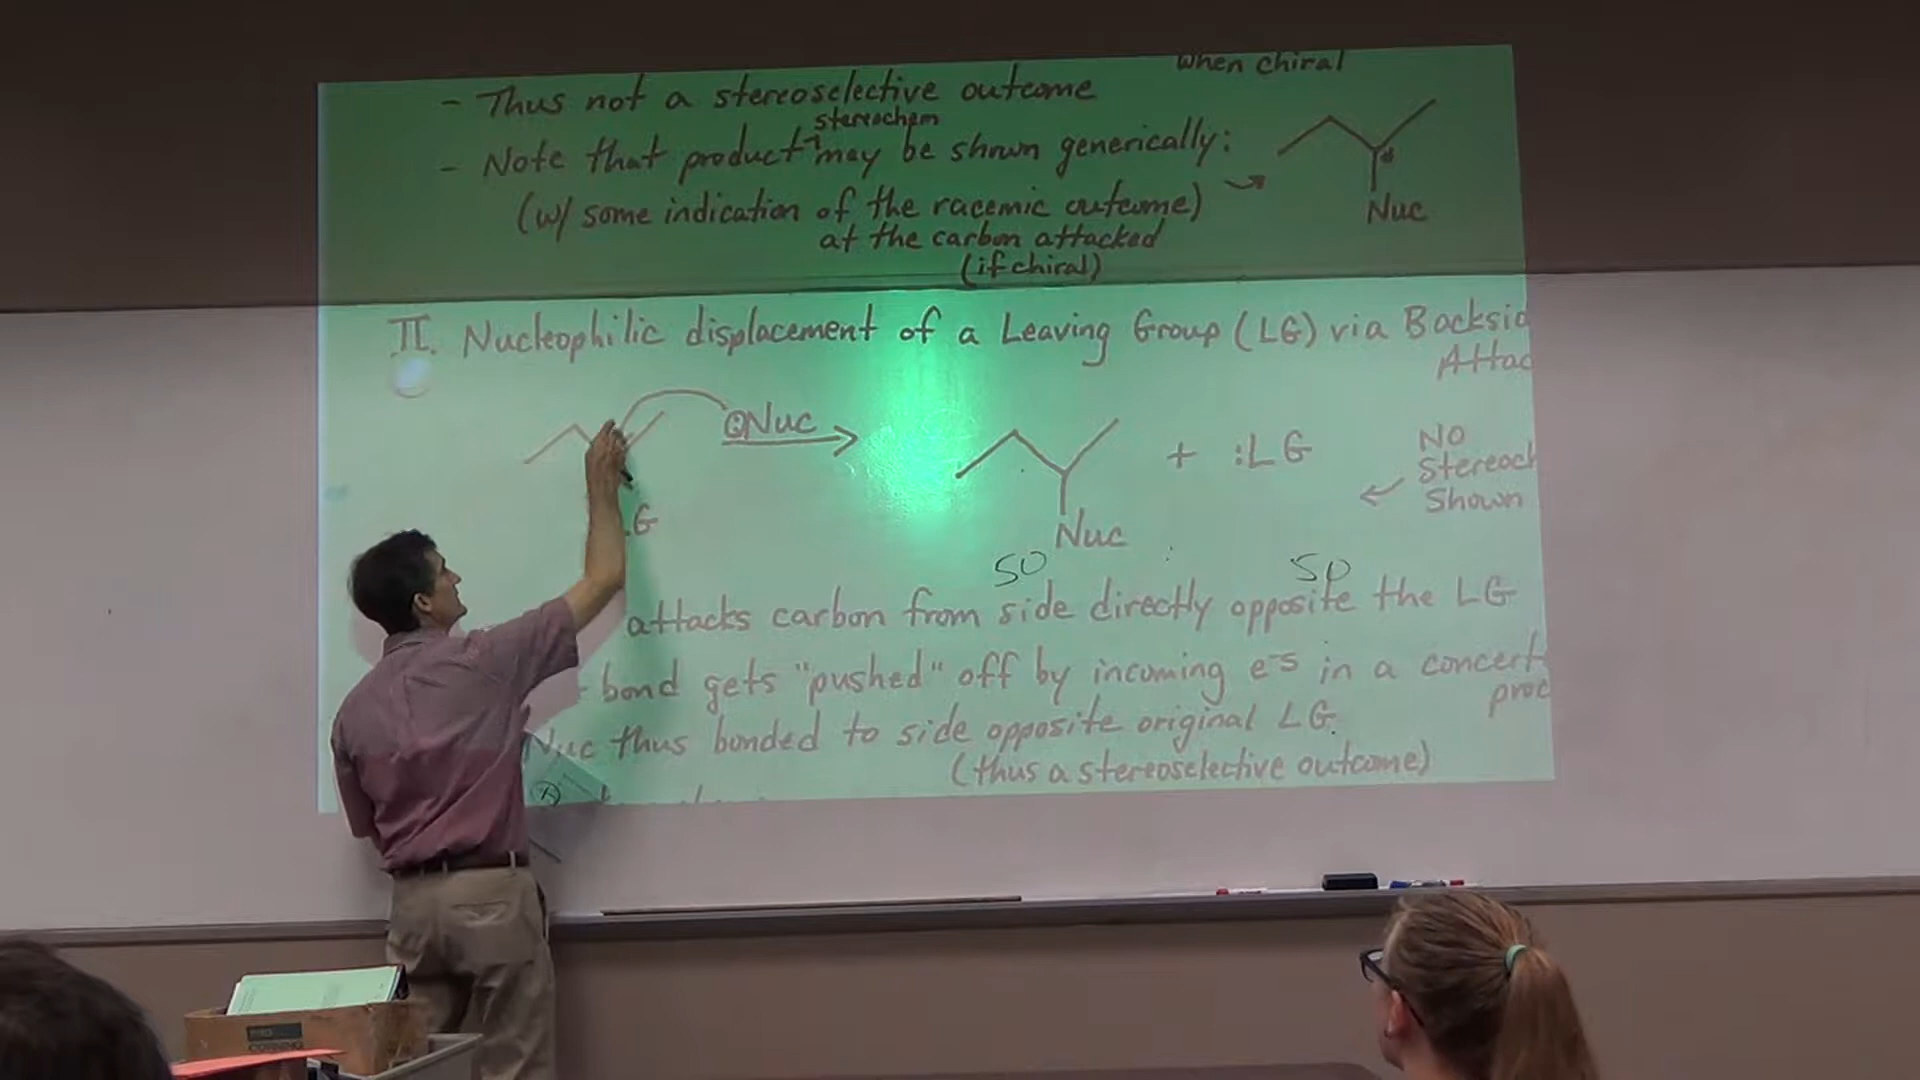 when chiral
- Thus not a stereoselective outcome
stereochem
- Note that product may be shown generically:
(w/ some indication of the racemic outcome)
at the carbon attacked
(if chiral)
Nuc
II. Nucleophilic displacement of a Leaving Group (LG) via Backsid
Attac
Nuc
+ :LG
No
Stereoch
Shown
LG
Nuc
SO SO
attacks carbon from side directly opposite the LG
- bond gets "pushed" off by incoming e-s in a concert
proc
Nuc thus bonded to side opposite original LG.
(thus a stereoselective outcome)